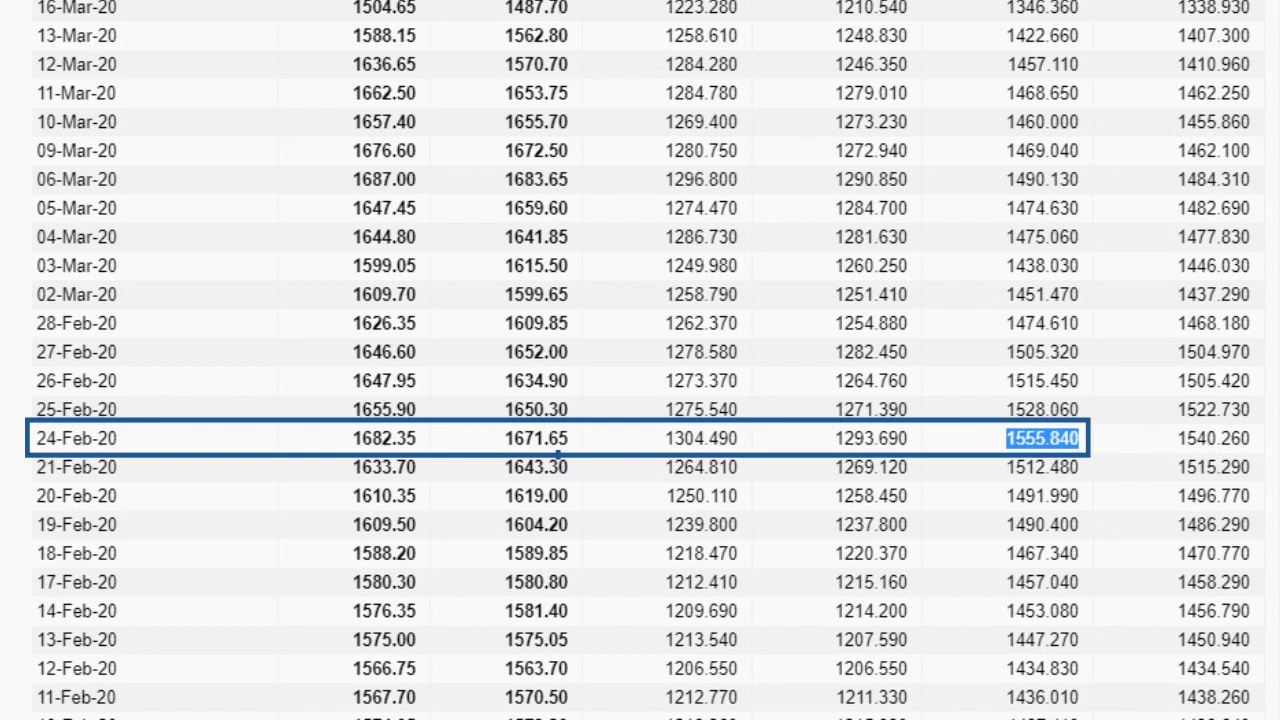 16-Mar-20 1504.65 1487.70 1223.280 1210.540 1346.360 1338.930
13-Mar-20 1588.15 1562.80 1258.610 1248.830 1422.660 1407.300
12-Mar-20 1636.65 1570.70 1284.280 1246.350 1457.110 1410.960
11-Mar-20 1662.50 1653.75 1284.780 1279.010 1468.650 1462.250
10-Mar-20 1657.40 1655.70 1269.400 1273.230 1460.000 1455.860
09-Mar-20 1676.60 1672.50 1280.750 1272.940 1469.040 1462.100
06-Mar-20 1687.00 1683.65 1296.800 1290.850 1490.130 1484.310
05-Mar-20 1647.45 1659.60 1274.470 1284.700 1474.630 1482.690
04-Mar-20 1644.80 1641.85 1286.730 1281.630 1475.060 1477.830
03-Mar-20 1599.05 1615.50 1249.980 1260.250 1438.030 1446.030
02-Mar-20 1609.70 1599.65 1258.790 1251.410 1451.470 1437.290
28-Feb-20 1626.35 1609.85 1262.370 1254.880 1474.610 1468.180
27-Feb-20 1646.60 1652.00 1278.580 1282.450 1505.320 1504.970
26-Feb-20 1647.95 1634.90 1273.370 1264.760 1515.450 1505.420
25-Feb-20 1655.90 1650.30 1275.540 1271.390 1528.060 1522.730
24-Feb-20 1682.35 1671.65 1304.490 1293.690 1555.840 1540.260
21-Feb-20 1633.70 1643.30 1264.810 1269.120 1512.480 1515.290
20-Feb-20 1610.35 1619.00 1250.110 1258.450 1491.990 1496.770
19-Feb-20 1609.50 1604.20 1239.800 1237.800 1490.400 1486.290
18-Feb-20 1588.20 1589.85 1218.470 1220.370 1467.340 1470.770
17-Feb-20 1580.30 1580.80 1212.410 1215.160 1457.040 1458.290
14-Feb-20 1576.35 1581.40 1209.690 1214.200 1453.080 1456.790
13-Feb-20 1575.00 1575.05 1213.540 1207.590 1447.270 1450.940
12-Feb-20 1566.75 1563.70 1206.550 1206.550 1434.830 1434.540
11-Feb-20 1567.70 1570.50 1212.770 1211.330 1436.010 1438.260